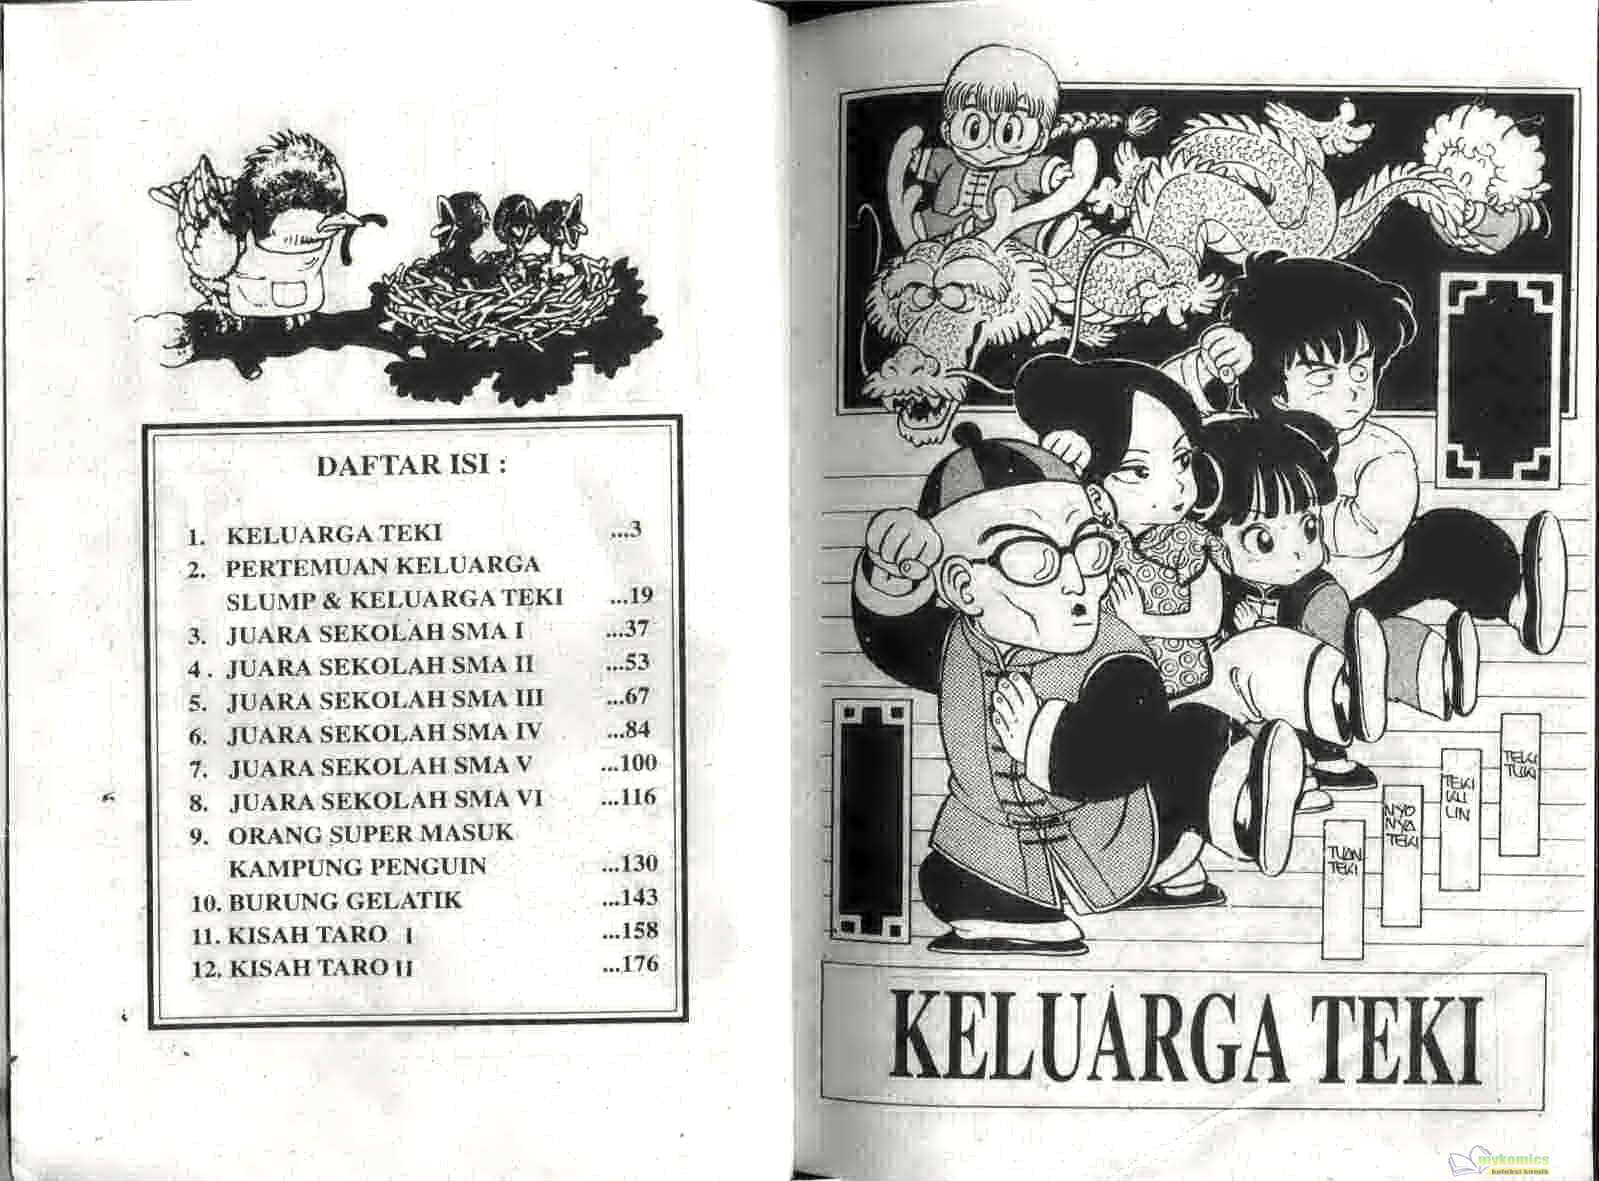 DAFTAR ISI :
1. KELUARGA TEKI ...3
2. PERTEMUAN KELUARGA
SLUMP & KELUARGA TEKI ...19
3. JUARA SEKOLAH SMA I ...37
4. JUARA SEKOLAH SMA II ...53
5. JUARA SEKOLAH SMA III ...67
6. JUARA SEKOLAH SMA IV ...84
7. JUARA SEKOLAH SMA V ...100
8. JUARA SEKOLAH SMA VI ...116
9. ORANG SUPER MASUK
KAMPUNG PENGUIN ...130
10. BURUNG GELATIK ...143
11. KISAH TARO I ...158
12. KISAH TARO II ...176
TUAN
TEKI
NYO
NYA
TEKI
TEKI
KU
LIN
TEKI
TUKI
KELUARGA TEKI
mykomics
koleksi komik